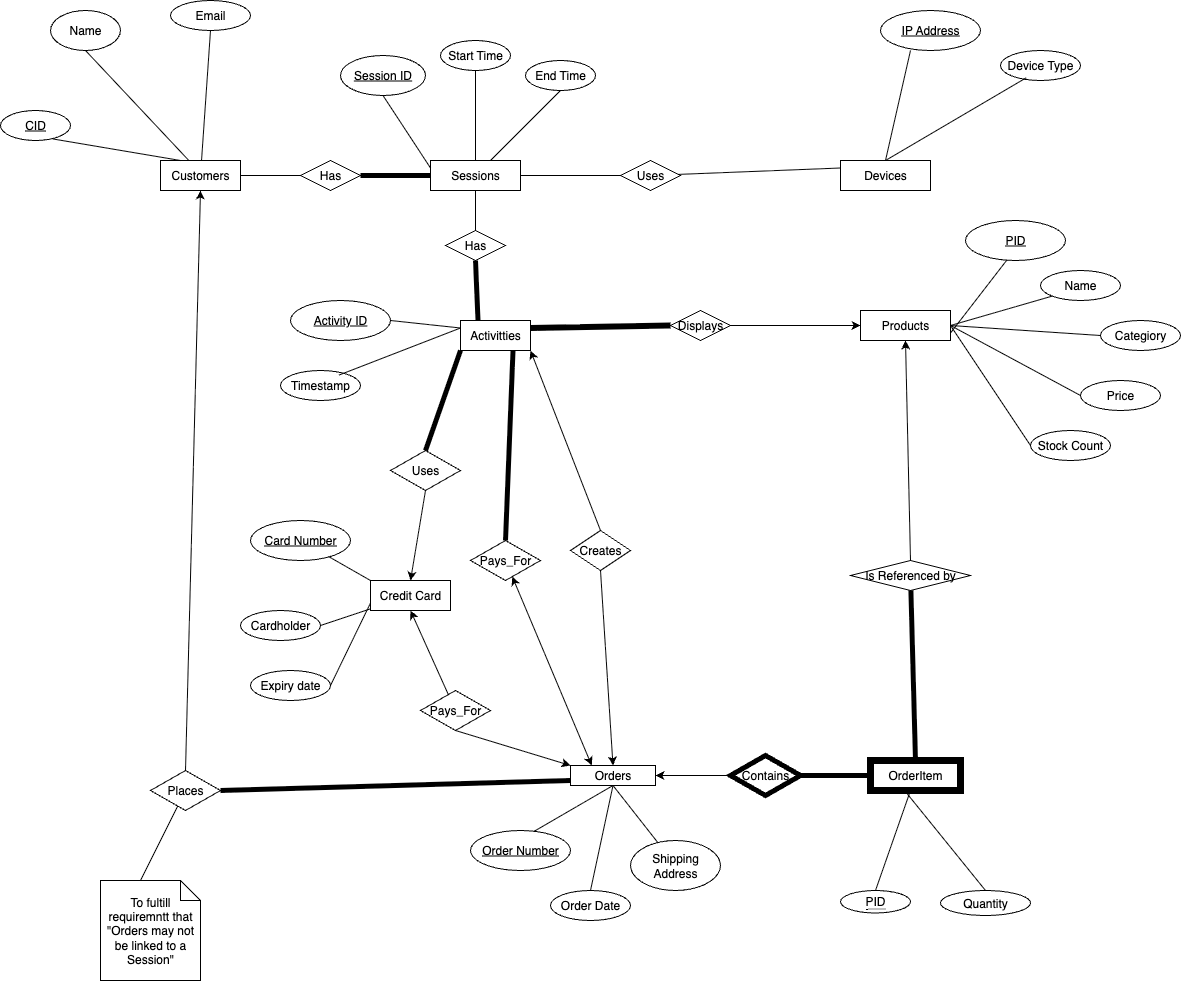 Email
Name
IP Address
Start Time
Device Type
Session ID
End Time
CID
Customers
Has
Sessions
Uses
Devices
PID
Has
Name
Activity ID
Displays
Products
Activitties
Categiory
Timestamp
Price
Stock Count
Uses
Card Number
Creates
Pays_For
Is Referenced by
Credit Card
Cardholder
Expiry date
Pays_For
Orders
Contains
OrderItem
Places
Order Number
Shipping
Address
Order Date
PID
Quantity
To fultill
requiremntt that
"Orders may not
be linked to a
Session"